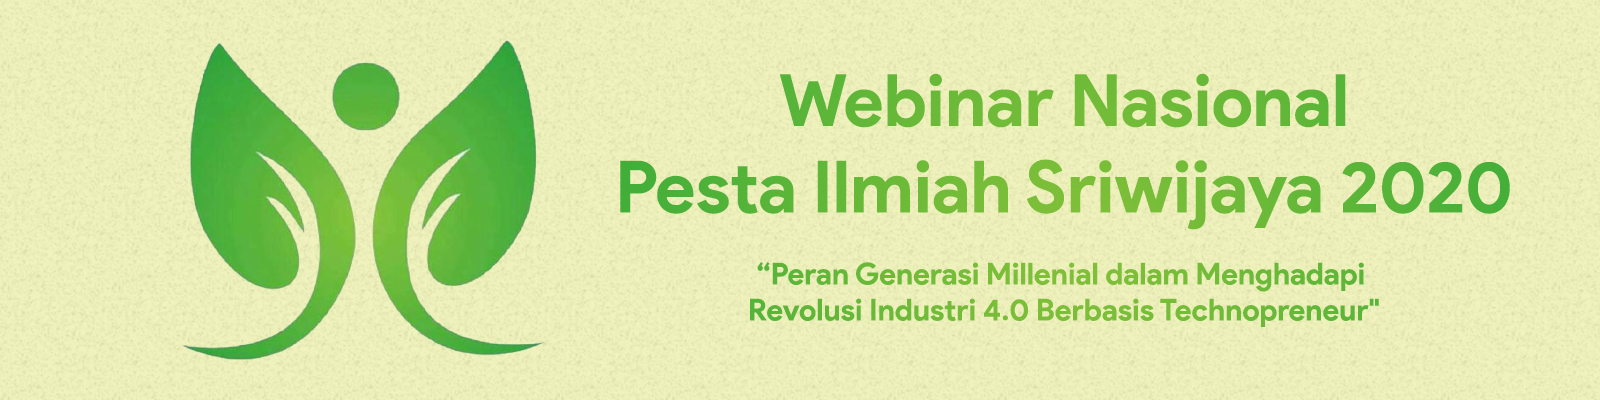 Webinar Nasional
Pesta Ilmiah Sriwijaya 2020
“Peran Generasi Millenial dalam Menghadapi
Revolusi Industri 4.0 Berbasis Technopreneur"